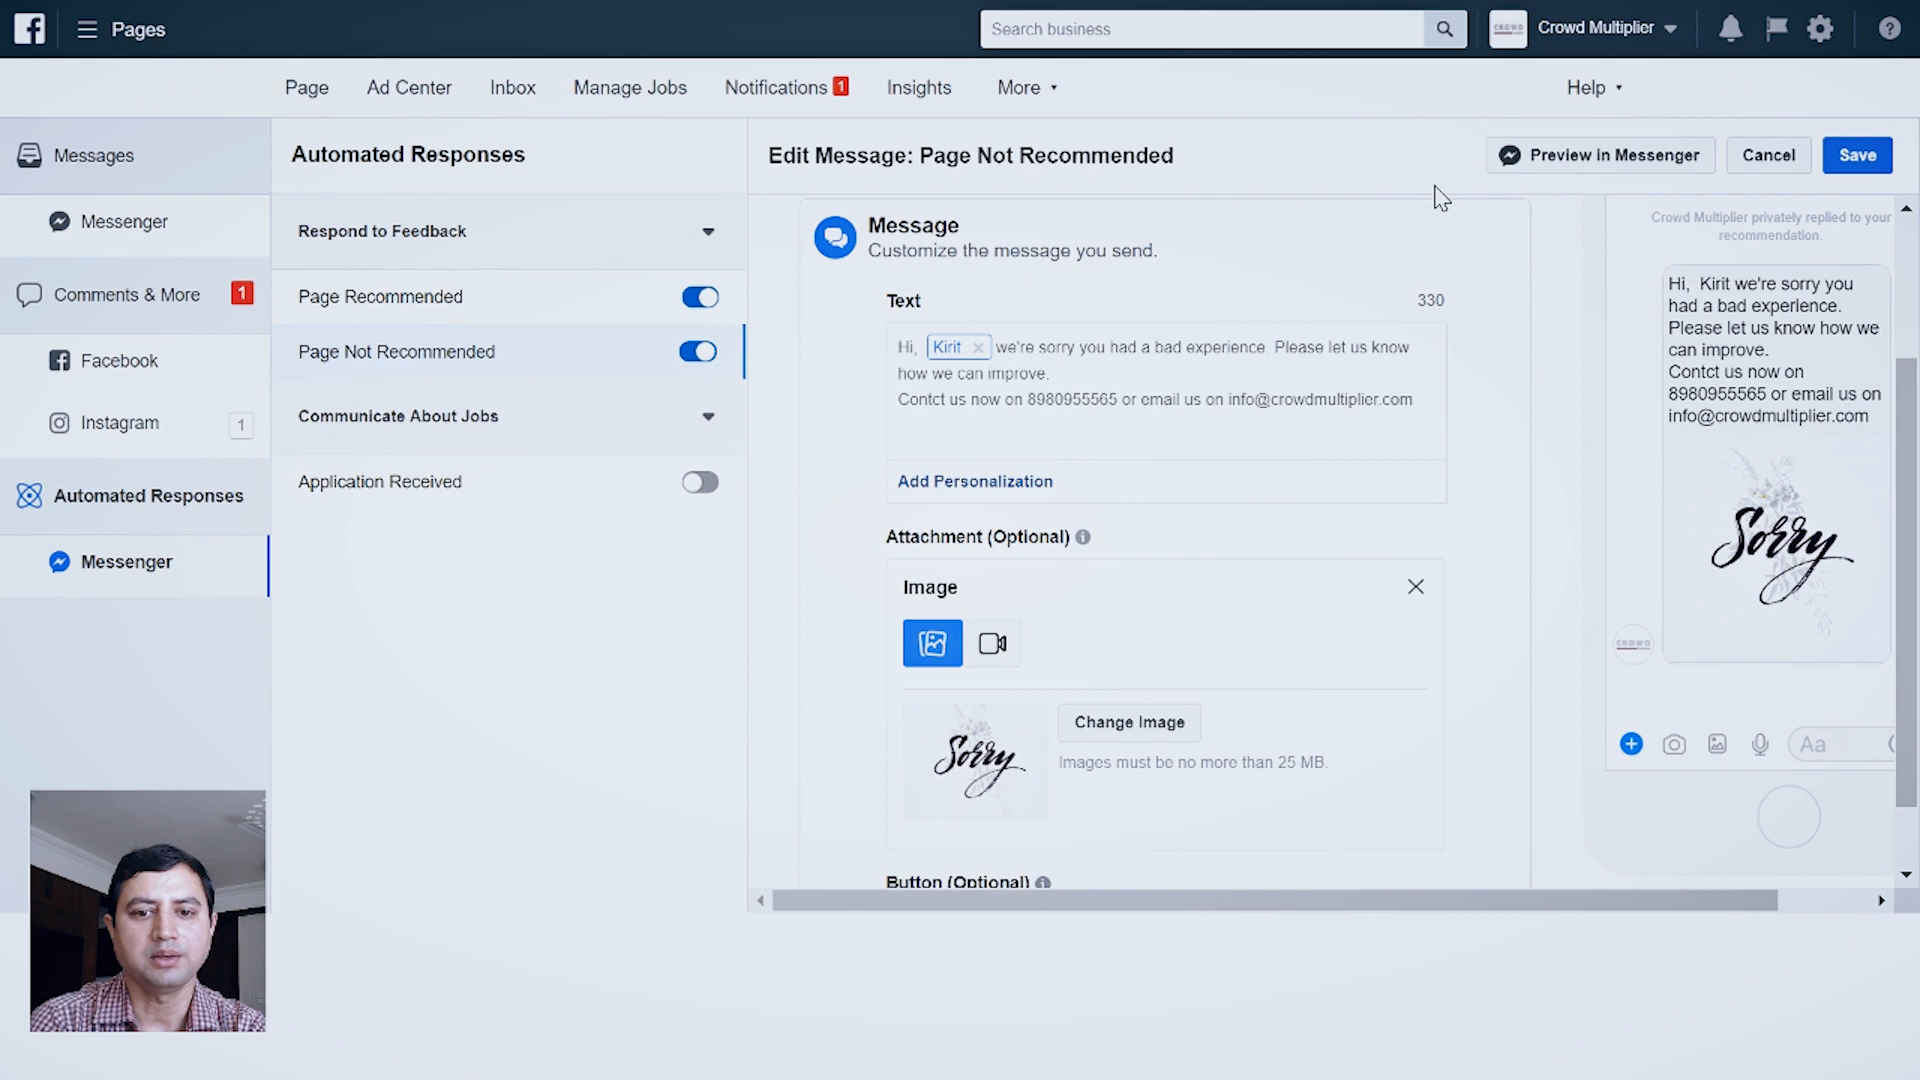 Pages
Search business
CROWD
Crowd Multiplier
Page
Ad Center
Inbox
Manage Jobs
Notifications 1
Insights
More
Help
Messages
Messenger
Comments & More 1
Facebook
Instagram 1
Automated Responses
Messenger
Automated Responses
Respond to Feedback
Page Recommended
Page Not Recommended
Communicate About Jobs
Application Received
Edit Message: Page Not Recommended
Preview in Messenger
Cancel
Save
Message
Customize the message you send.
Text 330
Hi, Kirit × we're sorry you had a bad experience. Please let us know
how we can improve.
Contct us now on 8980955565 or email us on info@crowdmultiplier.com
Add Personalization
Attachment (Optional)
Image
Sorry
Change Image
Images must be no more than 25 MB.
Button (Optional)
Crowd Multiplier privately replied to your
recommendation.
Hi, Kirit we're sorry you
had a bad experience.
Please let us know how we
can improve.
Contct us now on
8980955565 or email us on
info@crowdmultiplier.com
Sorry
CROWD
Aa